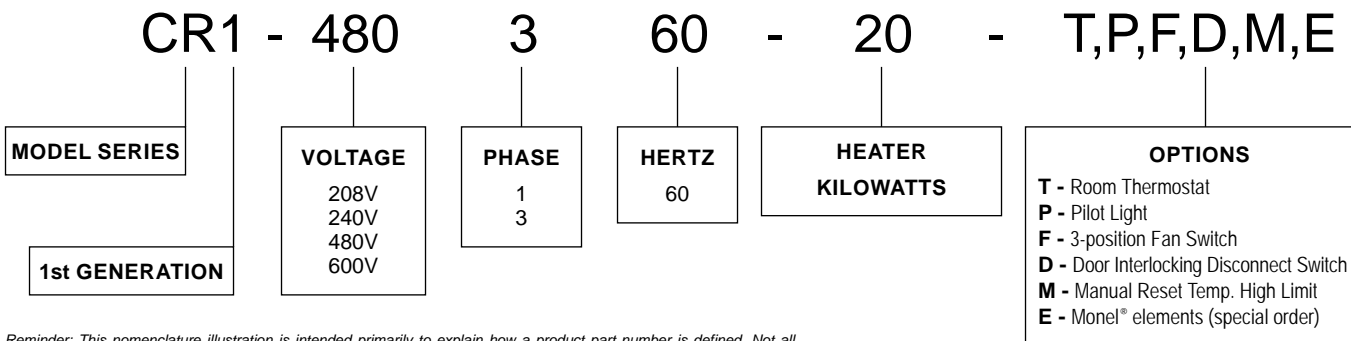 CR1 - 480 3 60 - 20 - T,P,F,D,M,E
MODEL SERIES
1st GENERATION
VOLTAGE
208V
240V
480V
600V
PHASE
1
3
HERTZ
60
HEATER
KILOWATTS
OPTIONS
T - Room Thermostat
P - Pilot Light
F - 3-position Fan Switch
D - Door Interlocking Disconnect Switch
M - Manual Reset Temp. High Limit
E - Monel® elements (special order)
Reminder: This nomenclature illustration is intended primarily to explain how a product part number is defined. Not all